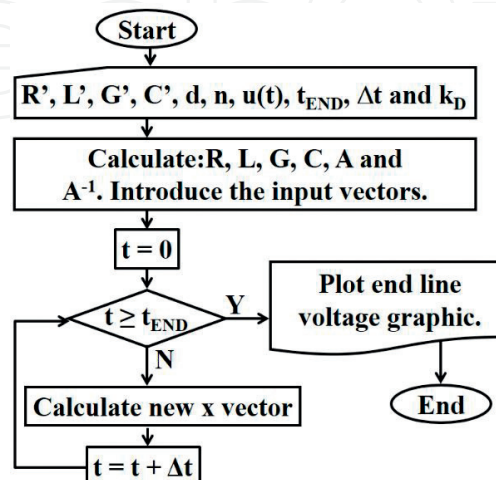 Start
R’, L’, G’, C’, d, n, u(t), tEND, Δt and kD
Calculate:R, L, G, C, A and
A⁻¹. Introduce the input vectors.
t = 0
t ≥ tEND
Y
N
Plot end line
voltage graphic.
Calculate new x vector
End
t = t + Δt